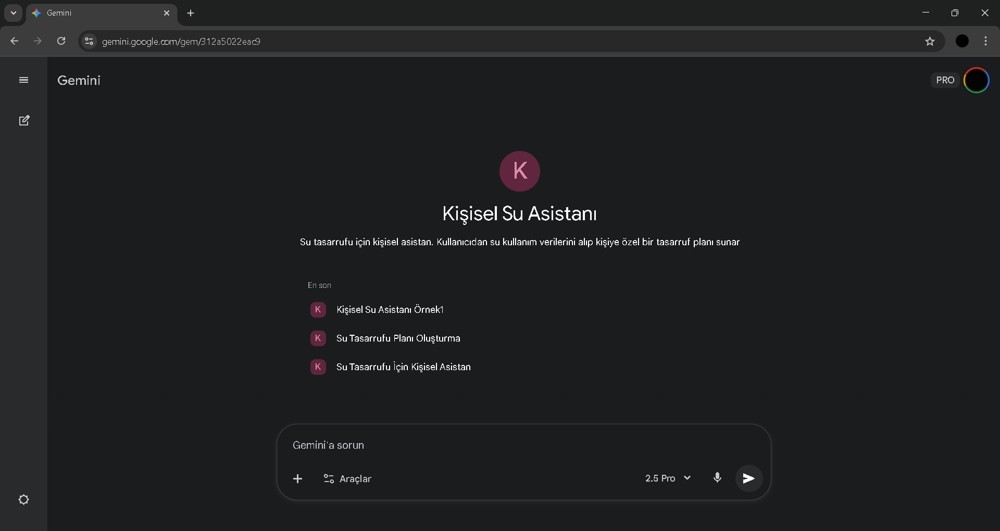 Gemini
gemini.google.com/gem/312a5022eac9
Gemini
PRO
K
Kişisel Su Asistanı
Su tasarrufu için kişisel asistan. Kullanıcıdan su kullanım verilerini alıp kişiye özel bir tasarruf planı sunar
En son
K Kişisel Su Asistanı Örnek1
K Su Tasarrufu Planı Oluşturma
K Su Tasarrufu İçin Kişisel Asistan
Gemini'a sorun
Araçlar
2.5 Pro